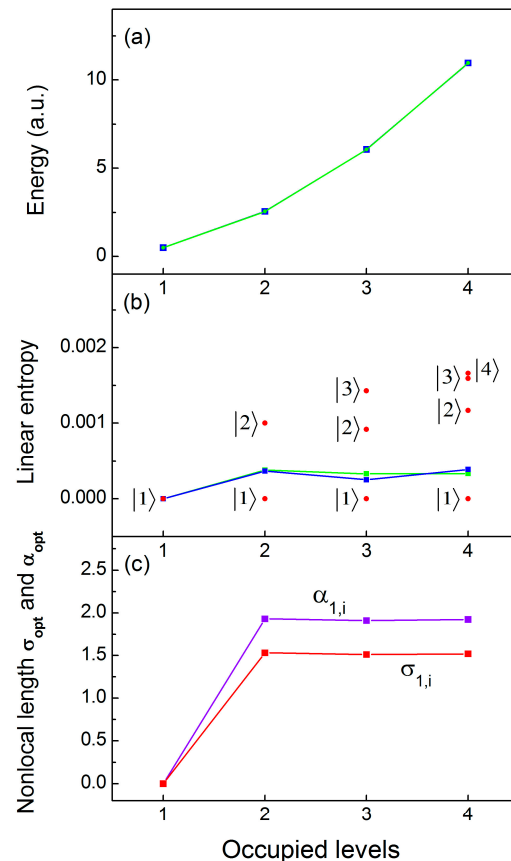 (a)
10
5
0
Energy (a.u.)
1 2 3 4
(b)
0.002
0.001
0.000
Linear entropy
|4⟩
|3⟩ |3⟩
|2⟩ |2⟩ |2⟩
|1⟩ |1⟩ |1⟩ |1⟩
1 2 3 4
(c)
2.5
2.0
1.5
1.0
0.5
0.0
Nonlocal length σopt and αopt
α1,i
σ1,i
1 2 3 4
Occupied levels